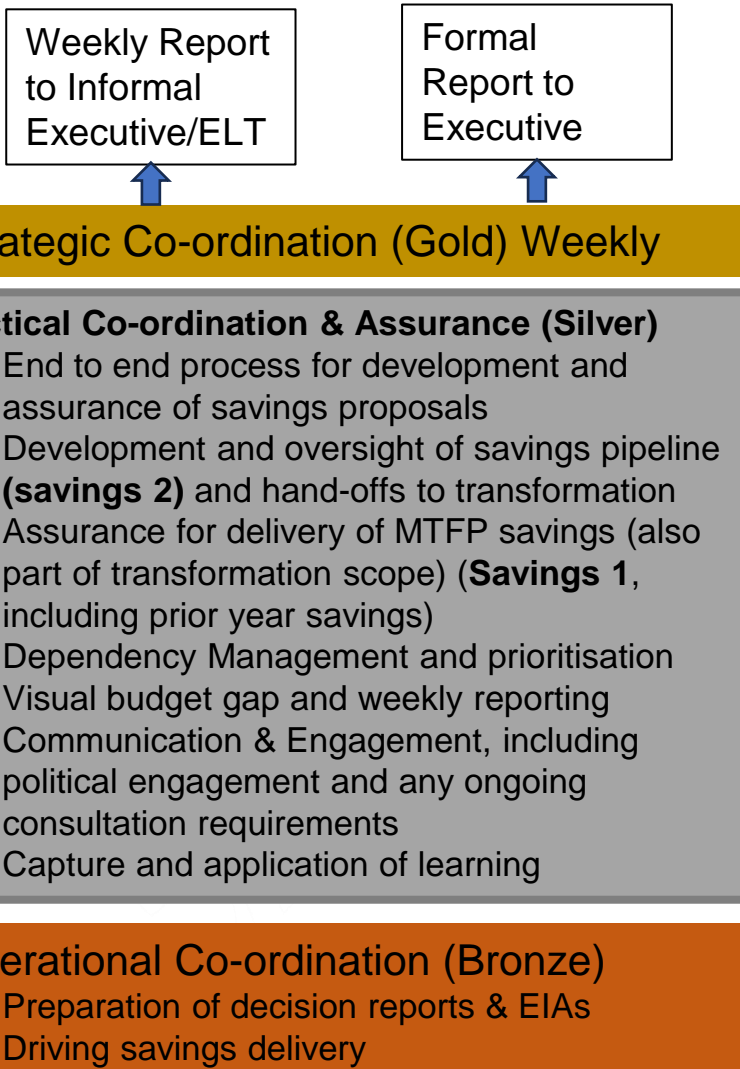 Weekly Report
to Informal
Executive/ELT
Formal
Report to
Executive
ategic Co-ordination (Gold) Weekly
tical Co-ordination & Assurance (Silver)
End to end process for development and
assurance of savings proposals
Development and oversight of savings pipeline
(savings 2) and hand-offs to transformation
Assurance for delivery of MTFP savings (also
part of transformation scope) (Savings 1,
including prior year savings)
Dependency Management and prioritisation
Visual budget gap and weekly reporting
Communication & Engagement, including
political engagement and any ongoing
consultation requirements
Capture and application of learning
erational Co-ordination (Bronze)
Preparation of decision reports & EIAs
Driving savings delivery